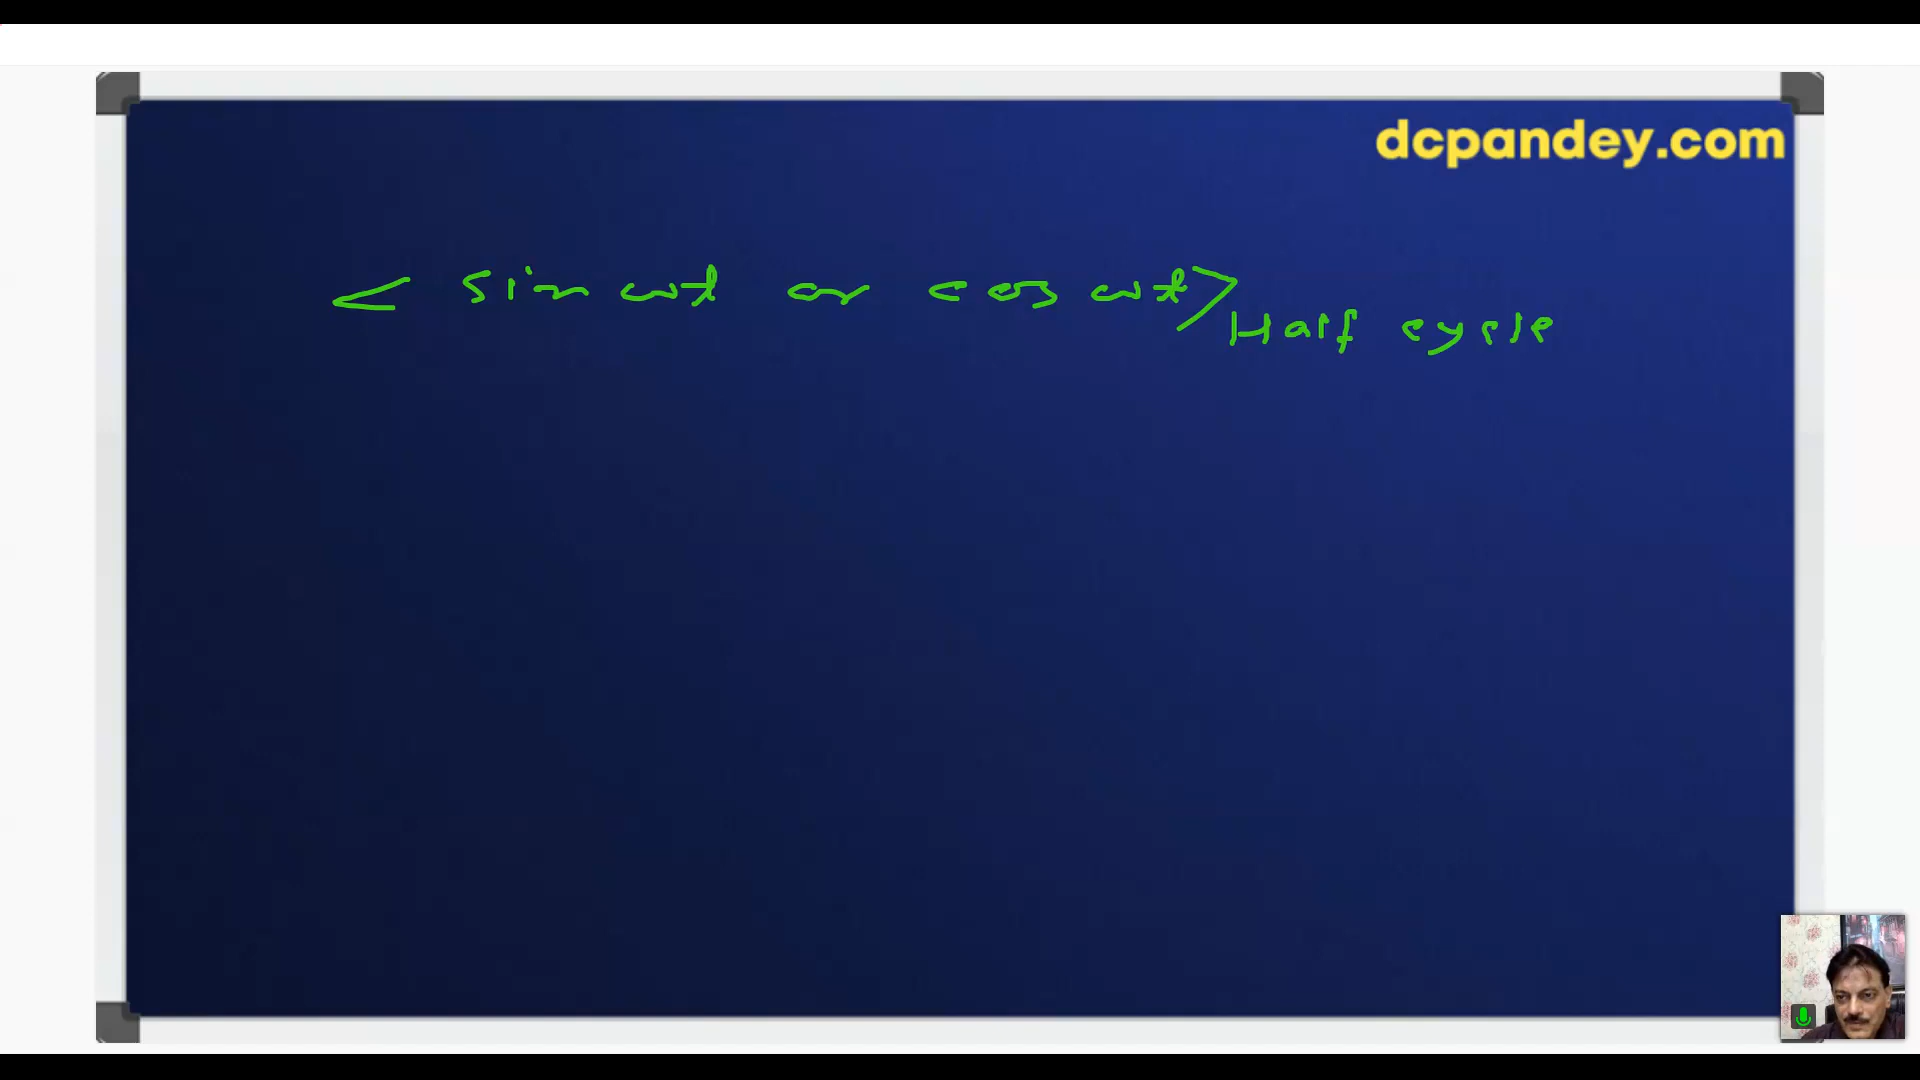 dcpandey.com
< sin ωt or cos ωt > Half cycle